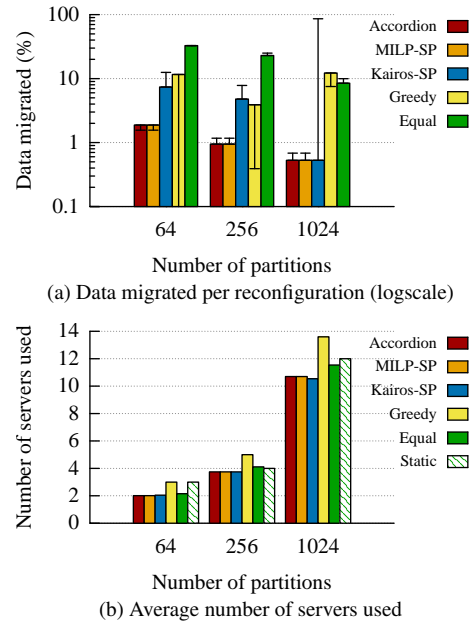 Data migrated (%)
100
10
1
0.1
64 256 1024
Number of partitions
Accordion
MILP-SP
Kairos-SP
Greedy
Equal
(a) Data migrated per reconfiguration (logscale)
Number of servers used
14
12
10
8
6
4
2
0
64 256 1024
Number of partitions
Accordion
MILP-SP
Kairos-SP
Greedy
Equal
Static
(b) Average number of servers used